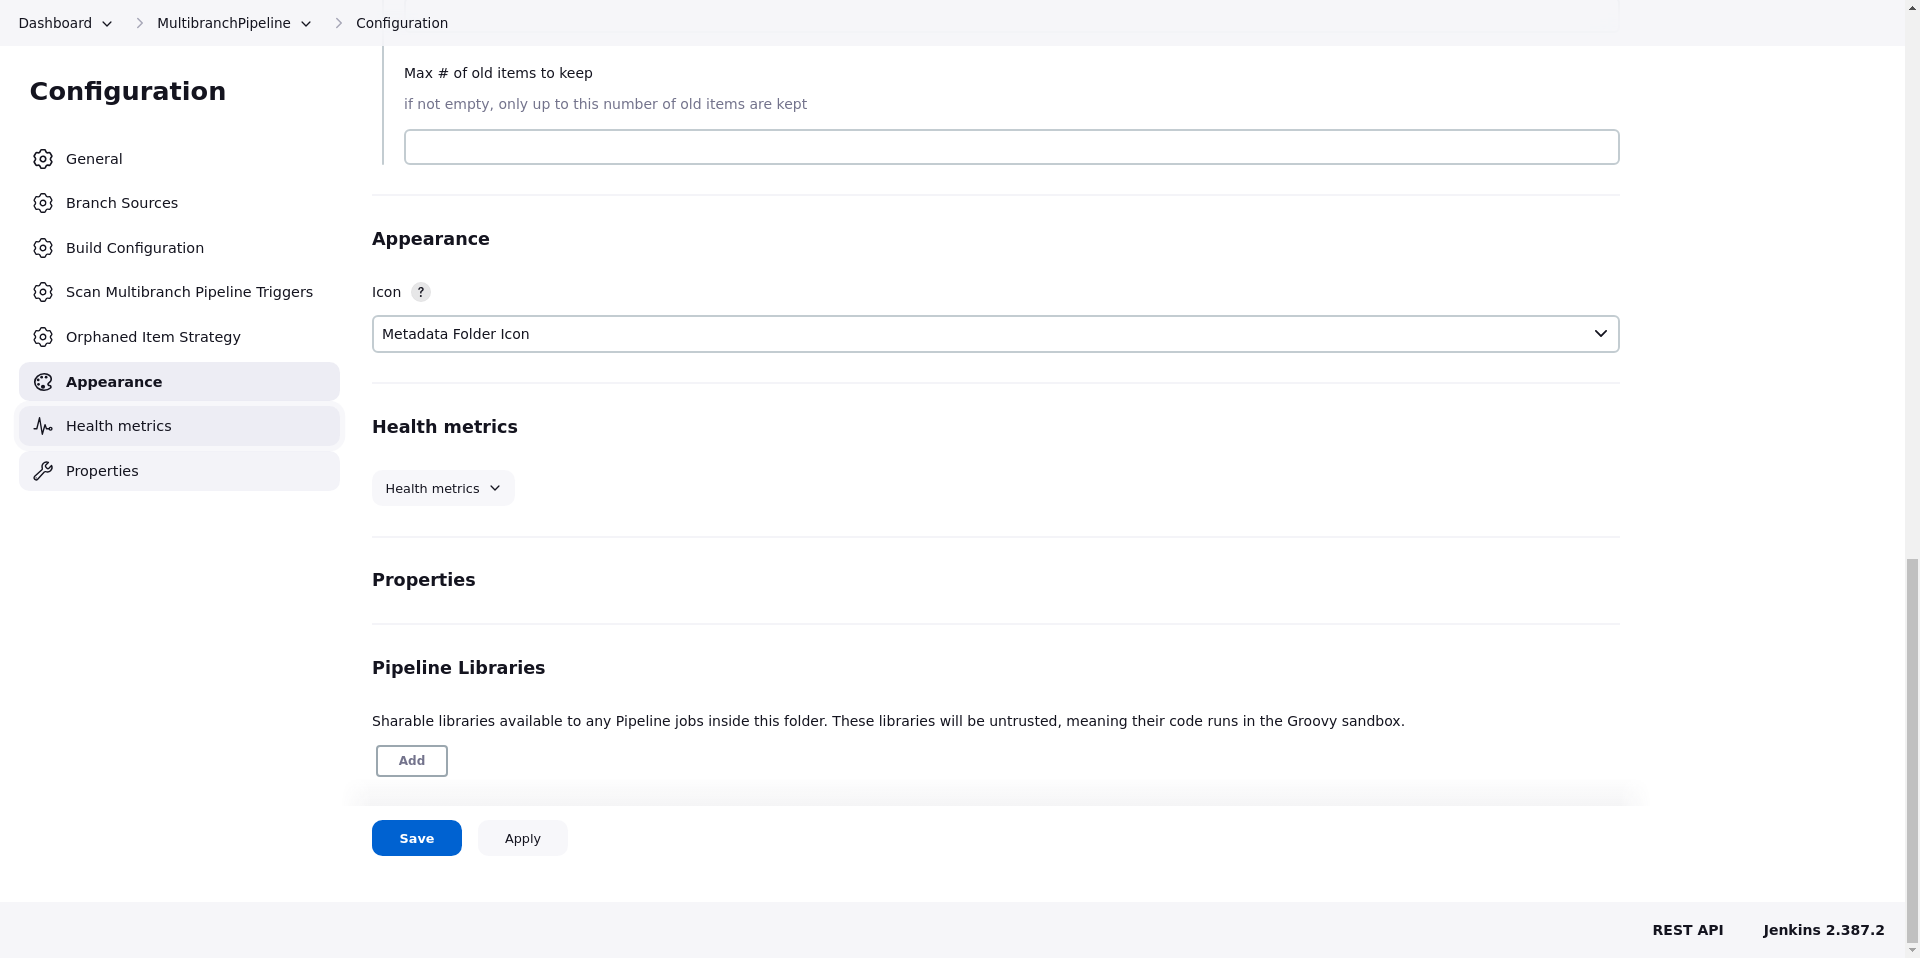 Dashboard
MultibranchPipeline
Configuration
Configuration
General
Branch Sources
Build Configuration
Scan Multibranch Pipeline Triggers
Orphaned Item Strategy
Appearance
Health metrics
Properties
Max # of old items to keep
if not empty, only up to this number of old items are kept
Appearance
Icon ?
Metadata Folder Icon
Health metrics
Health metrics
Properties
Pipeline Libraries
Sharable libraries available to any Pipeline jobs inside this folder. These libraries will be untrusted, meaning their code runs in the Groovy sandbox.
Add
Save
Apply
REST API
Jenkins 2.387.2